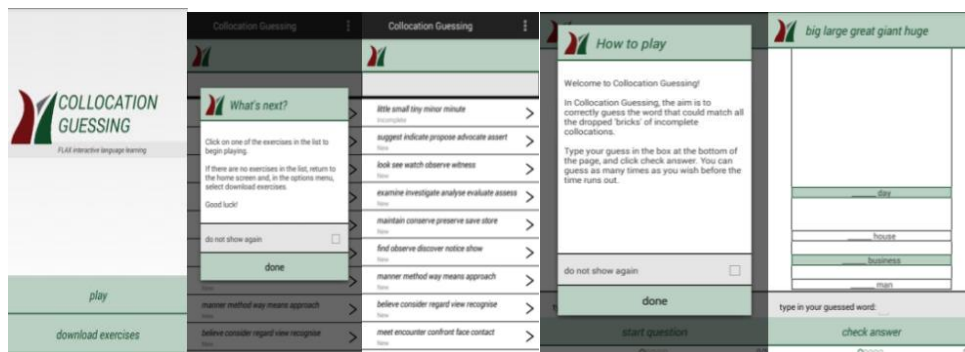 COLLOCATION
GUESSING
FLAX interactive language learning
play
download exercises
Collocation Guessing
What's next?
Click on one of the exercises in the list to
begin playing.
If there are no exercises in the list, return to
the home screen and, in the options menu,
select download exercises.
Good luck!
do not show again
done
manner method way means approach
New
believe consider regard view recognise
New
Collocation Guessing
little small tiny minor minute
Incomplete
suggest indicate propose advocate assert
New
look see watch observe witness
New
examine investigate analyse evaluate assess
New
maintain conserve preserve save store
New
find observe discover notice show
New
manner method way means approach
New
believe consider regard view recognise
New
meet encounter confront face contact
New
How to play
Welcome to Collocation Guessing!
In Collocation Guessing, the aim is to
correctly guess the word that could match all
the dropped 'bricks' of incomplete
collocations.
Type your guess in the box at the bottom of
the page, and click check answer. You can
guess as many times as you wish before the
time runs out.
do not show again
done
start question
big large great giant huge
______ day
______ house
______ business
______ man
type in your guessed word:
check answer